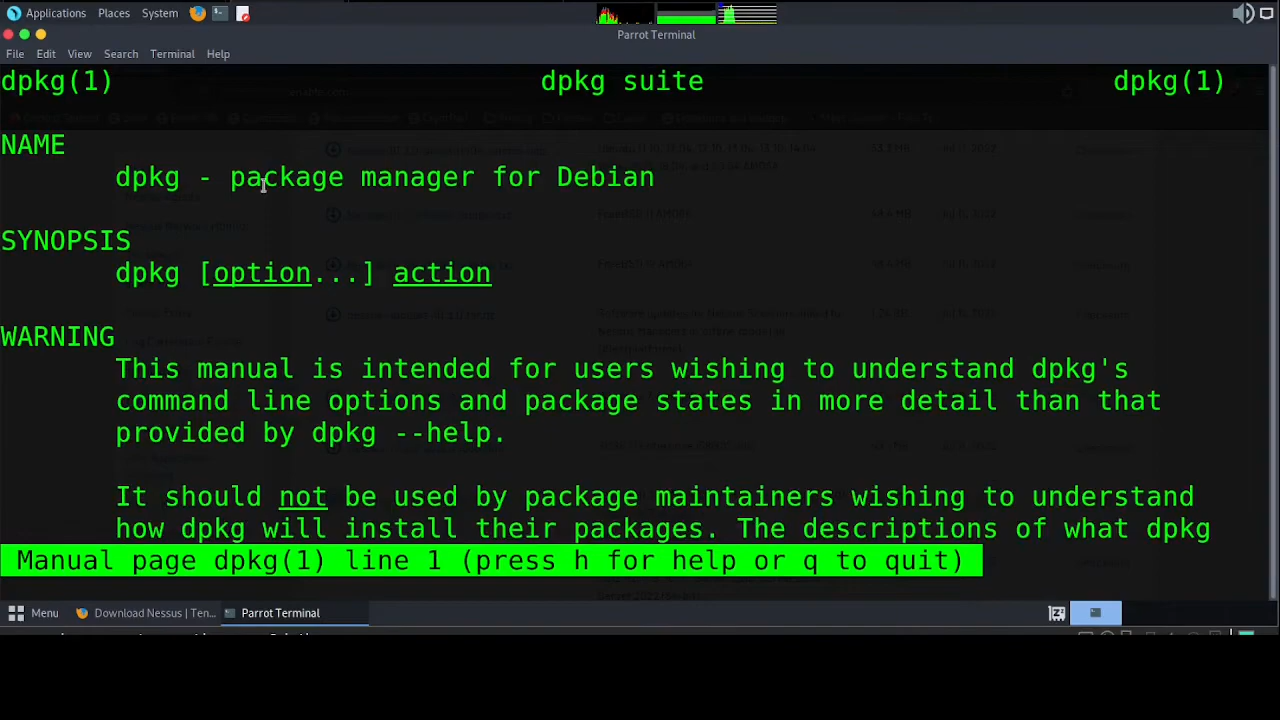 Applications Places System
Parrot Terminal
File Edit View Search Terminal Help
dpkg(1) dpkg suite dpkg(1)
NAME
dpkg - package manager for Debian
SYNOPSIS
dpkg [option...] action
WARNING
This manual is intended for users wishing to understand dpkg's
command line options and package states in more detail than that
provided by dpkg --help.
It should not be used by package maintainers wishing to understand
how dpkg will install their packages. The descriptions of what dpkg
Manual page dpkg(1) line 1 (press h for help or q to quit)
Menu Download Nessus | Ten... Parrot Terminal